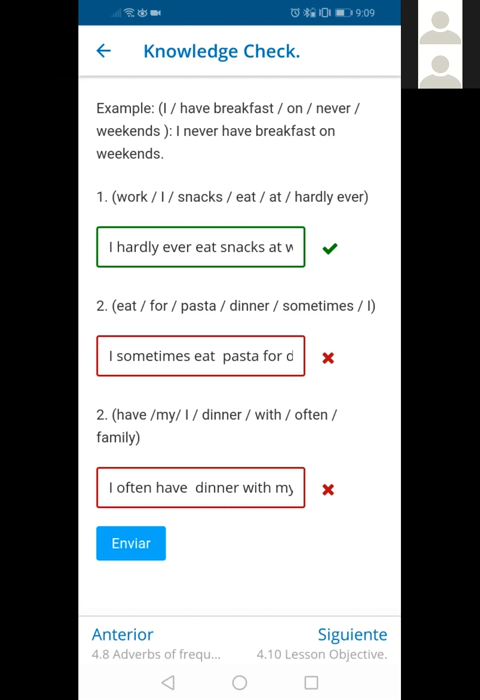 9:09
Knowledge Check.
Example: (I / have breakfast / on / never /
weekends ): I never have breakfast on
weekends.
1. (work / I / snacks / eat / at / hardly ever)
I hardly ever eat snacks at w
2. (eat / for / pasta / dinner / sometimes / I)
I sometimes eat  pasta for d
2. (have /my/ I / dinner / with / often /
family)
I often have  dinner with my
Enviar
Anterior
Siguiente
4.8 Adverbs of frequ...
4.10 Lesson Objective.